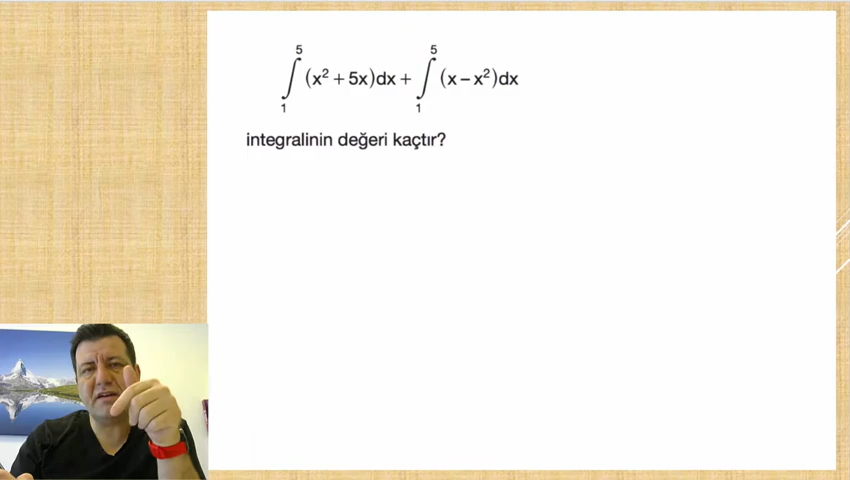 ∫₁⁵ (x² + 5x)dx + ∫₁⁵ (x – x²)dx
integralinin değeri kaçtır?